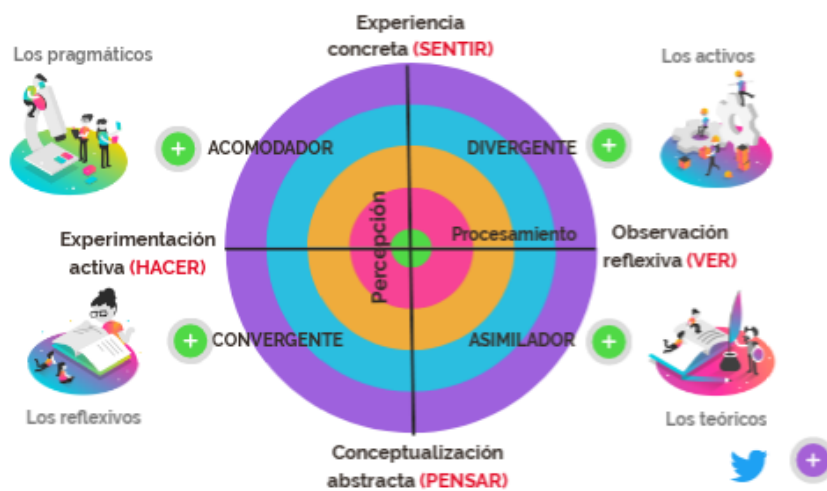 Experiencia
concreta (SENTIR)
Los pragmáticos
Los activos
ACOMODADOR
DIVERGENTE
Percepción
Procesamiento
Experimentación
activa (HACER)
Observación
reflexiva (VER)
CONVERGENTE
ASIMILADOR
Los reflexivos
Los teóricos
Conceptualización
abstracta (PENSAR)